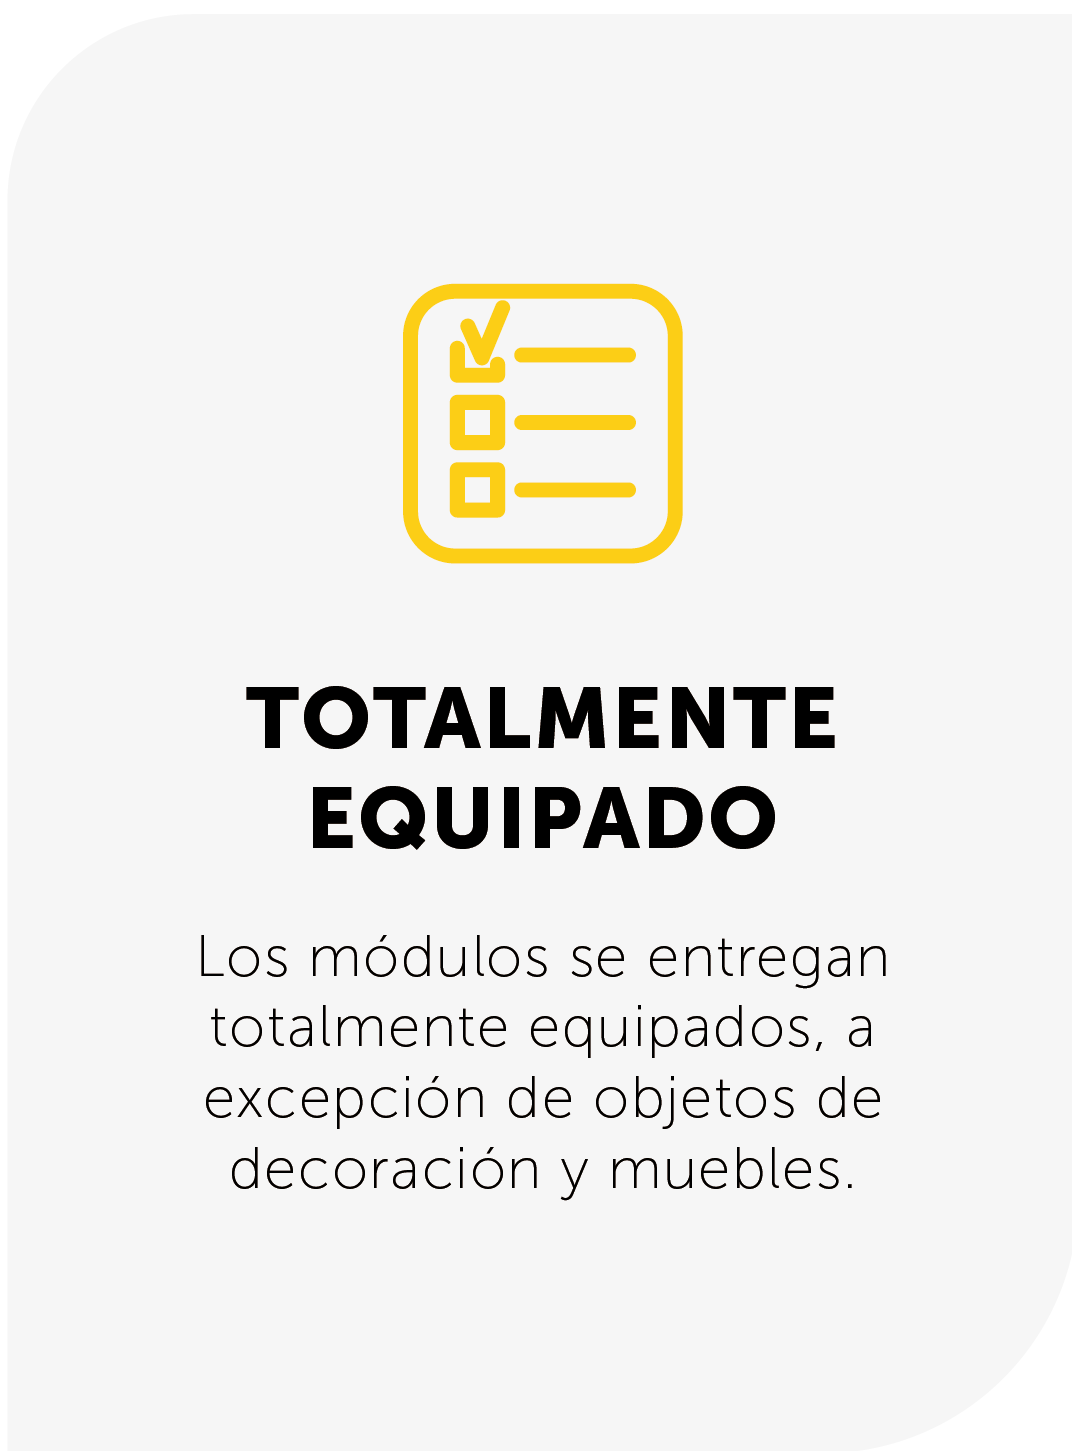 TOTALMENTE
EQUIPADO
Los módulos se entregan
totalmente equipados, a
excepción de objetos de
decoración y muebles.